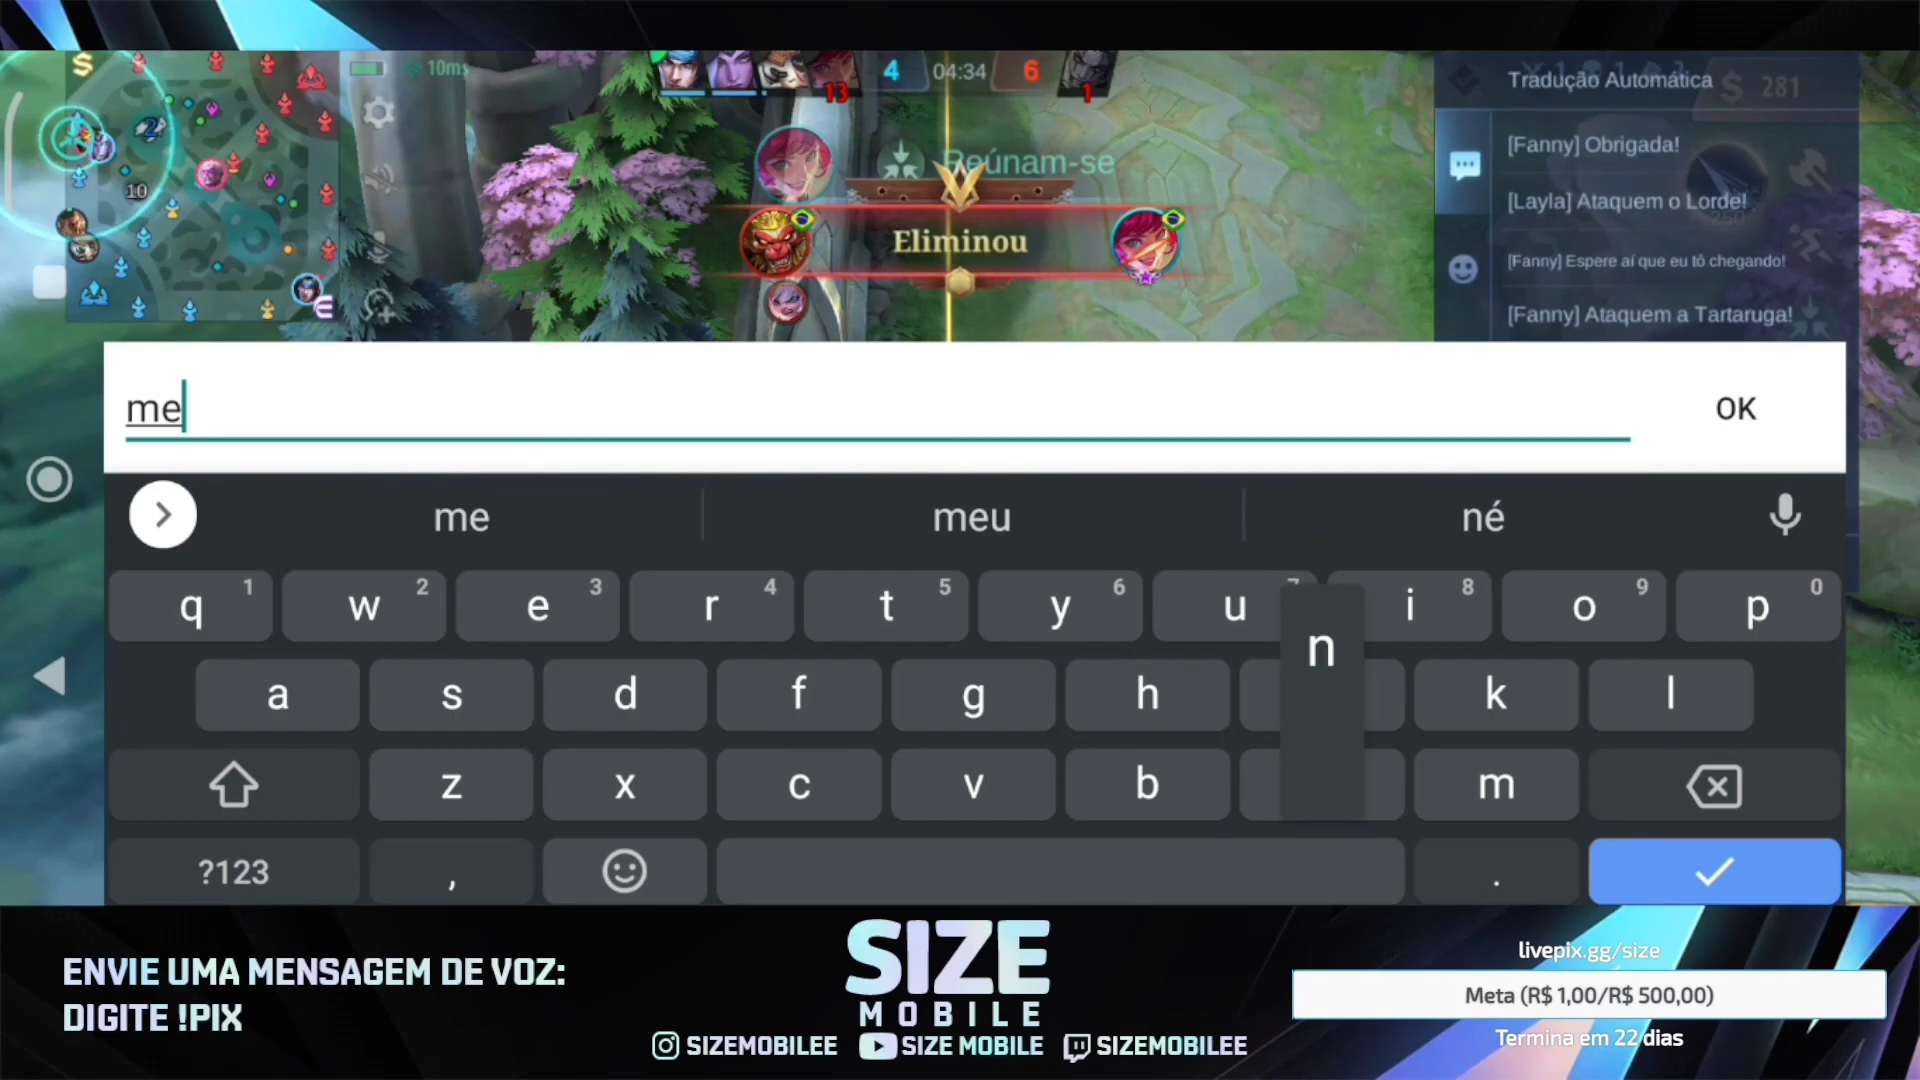 10ms
4 04:34 6
13
1
Reúnam-se
Eliminou
2
10
Tradução Automática
281
[Fanny] Obrigada!
[Layla] Ataquem o Lorde!
[Fanny] Espere aí que eu tô chegando!
[Fanny] Ataquem a Tartaruga!
me
OK
me meu né
q 1 w 2 e 3 r 4 t 5 y 6 u 7 i 8 o 9 p 0
n
a s d f g h k l
z x c v b m
?123 , .
ENVIE UMA MENSAGEM DE VOZ:
DIGITE !PIX
SIZE
MOBILE
SIZEMOBILEE SIZE MOBILE SIZEMOBILEE
livepix.gg/size
Meta (R$ 1,00/R$ 500,00)
Termina em 22 dias